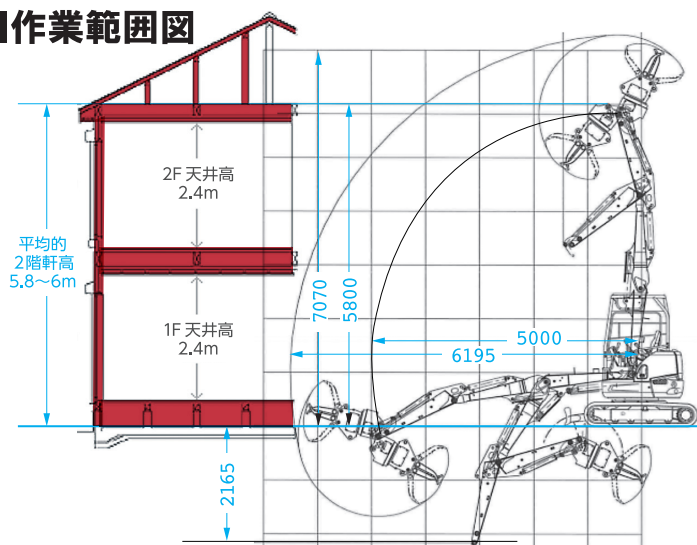 作業範囲図
2F 天井高
2.4m
平均的
2階軒高
5.8～6m
1F 天井高
2.4m
7070
5800
5000
6195
2165